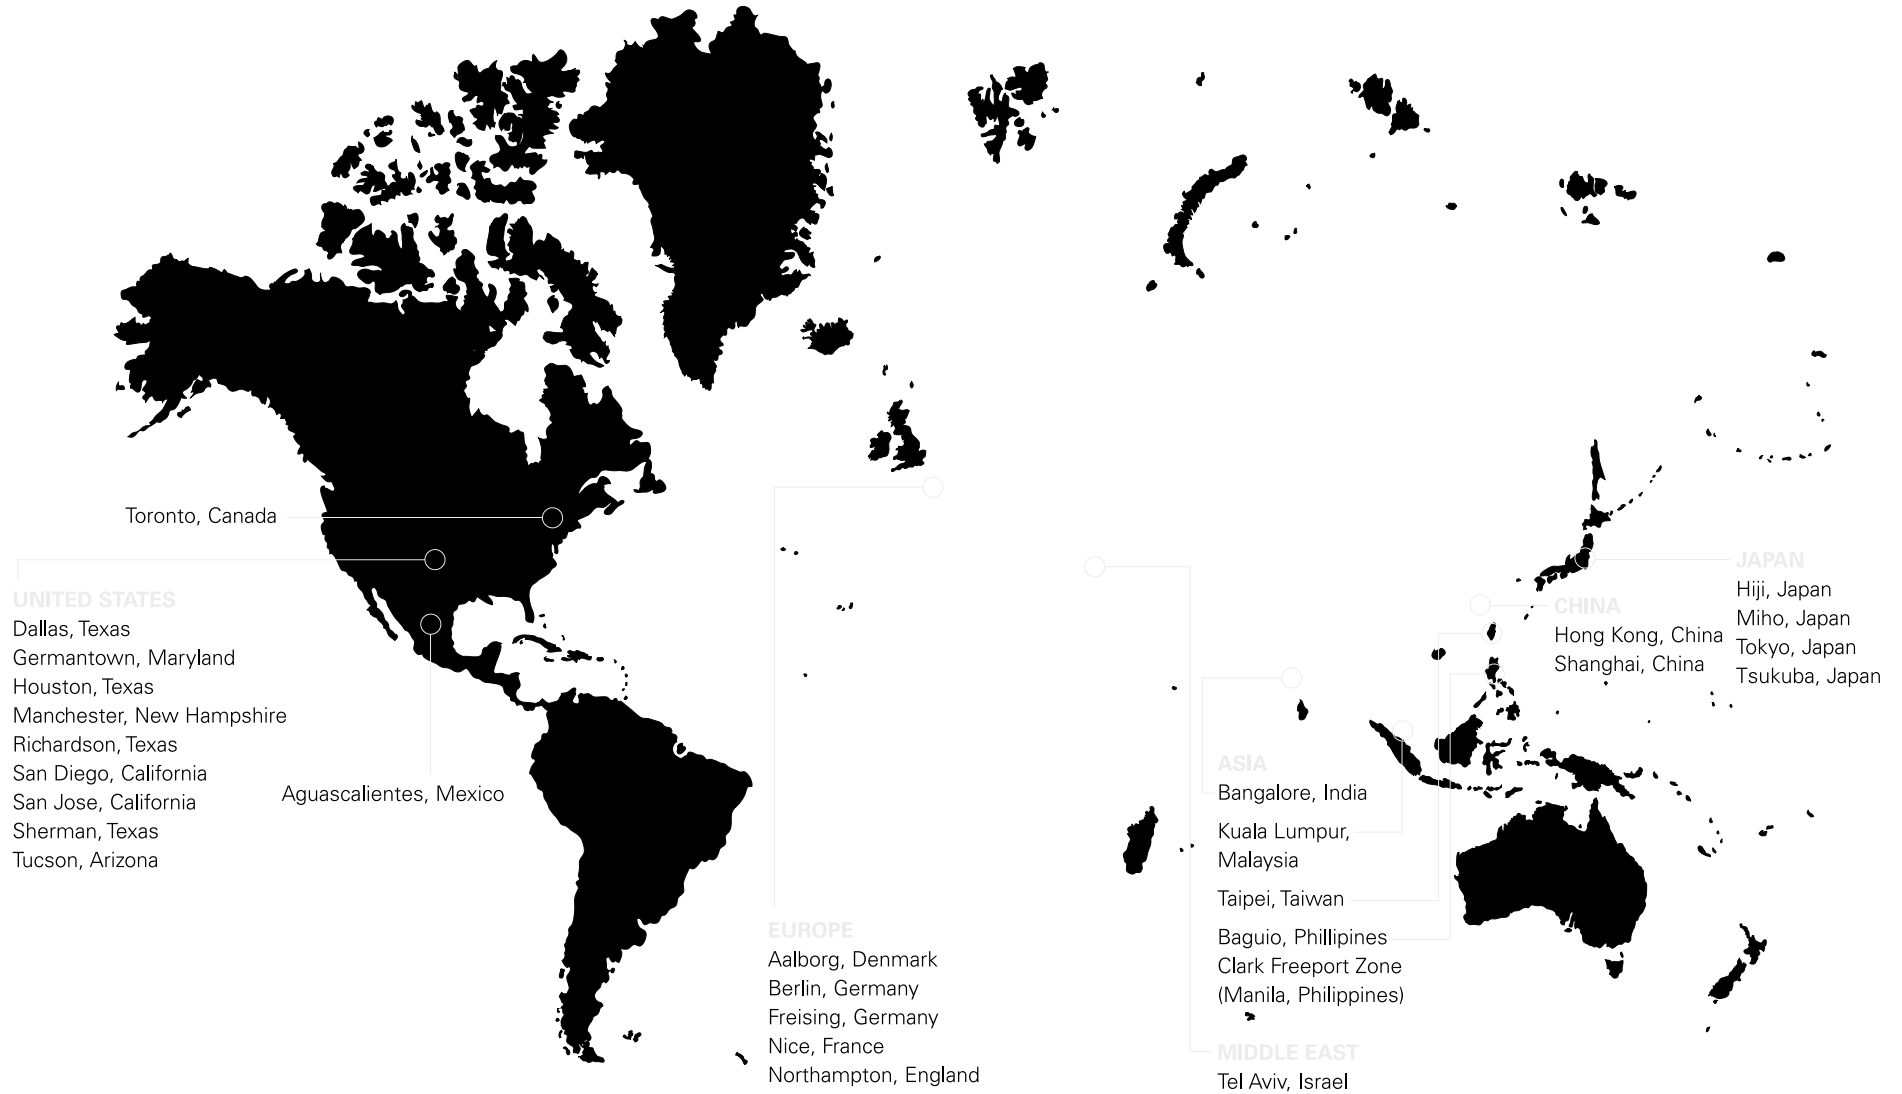 Toronto, Canada
UNITED STATES
Dallas, Texas
Germantown, Maryland
Houston, Texas
Manchester, New Hampshire
Richardson, Texas
San Diego, California
San Jose, California
Sherman, Texas
Tucson, Arizona
Aguascalientes, Mexico
EUROPE
Aalborg, Denmark
Berlin, Germany
Freising, Germany
Nice, France
Northampton, England
ASIA
Bangalore, India
Kuala Lumpur,
Malaysia
Taipei, Taiwan
Baguio, Phillipines
Clark Freeport Zone
(Manila, Philippines)
MIDDLE EAST
Tel Aviv, Israel
CHINA
Hong Kong, China
Shanghai, China
JAPAN
Hiji, Japan
Miho, Japan
Tokyo, Japan
Tsukuba, Japan